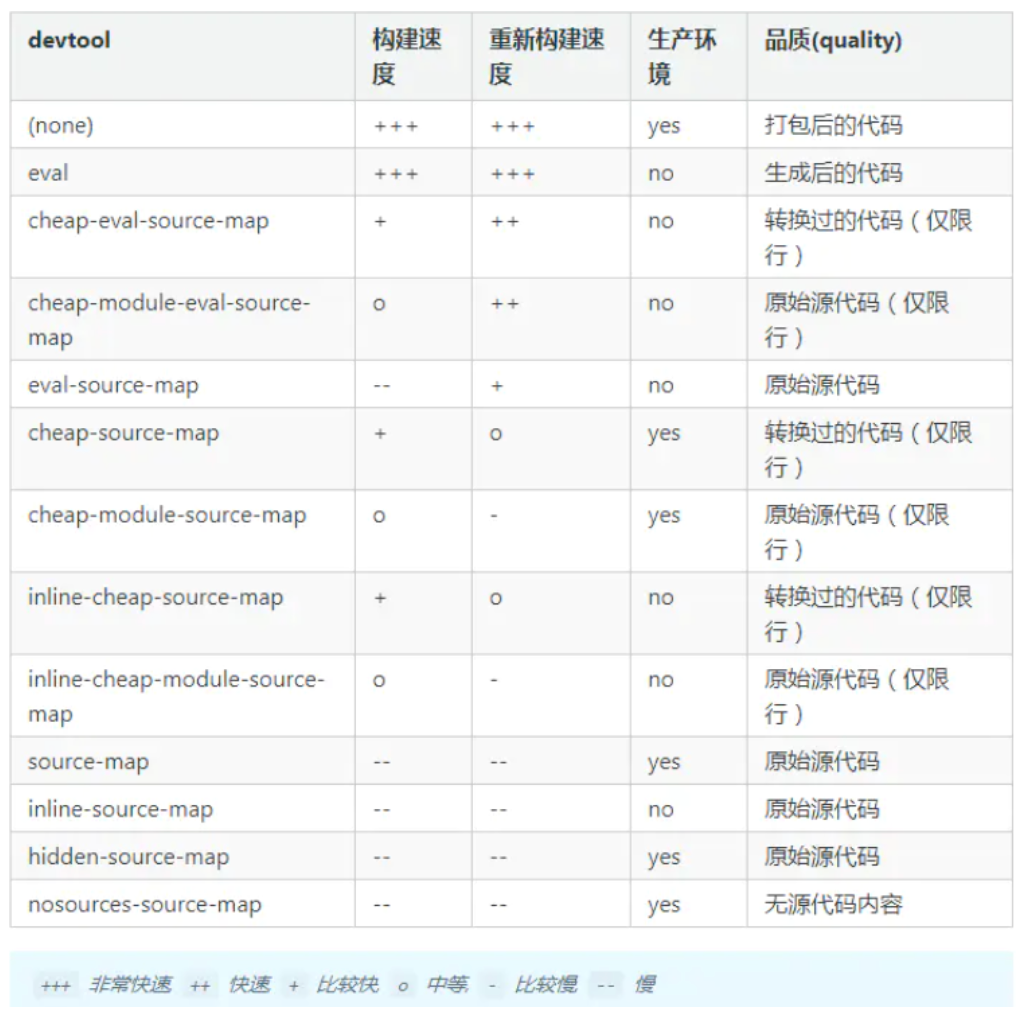 devtool 构建速度 重新构建速度 生产环境 品质(quality)
(none) +++ +++ yes 打包后的代码
eval +++ +++ no 生成后的代码
cheap-eval-source-map + ++ no 转换过的代码（仅限行）
cheap-module-eval-source-map o ++ no 原始源代码（仅限行）
eval-source-map -- + no 原始源代码
cheap-source-map + o yes 转换过的代码（仅限行）
cheap-module-source-map o - yes 原始源代码（仅限行）
inline-cheap-source-map + o no 转换过的代码（仅限行）
inline-cheap-module-source-map o - no 原始源代码（仅限行）
source-map -- -- yes 原始源代码
inline-source-map -- -- no 原始源代码
hidden-source-map -- -- yes 原始源代码
nosources-source-map -- -- yes 无源代码内容
+++ 非常快速 ++ 快速 + 比较快 o 中等 - 比较慢 -- 慢